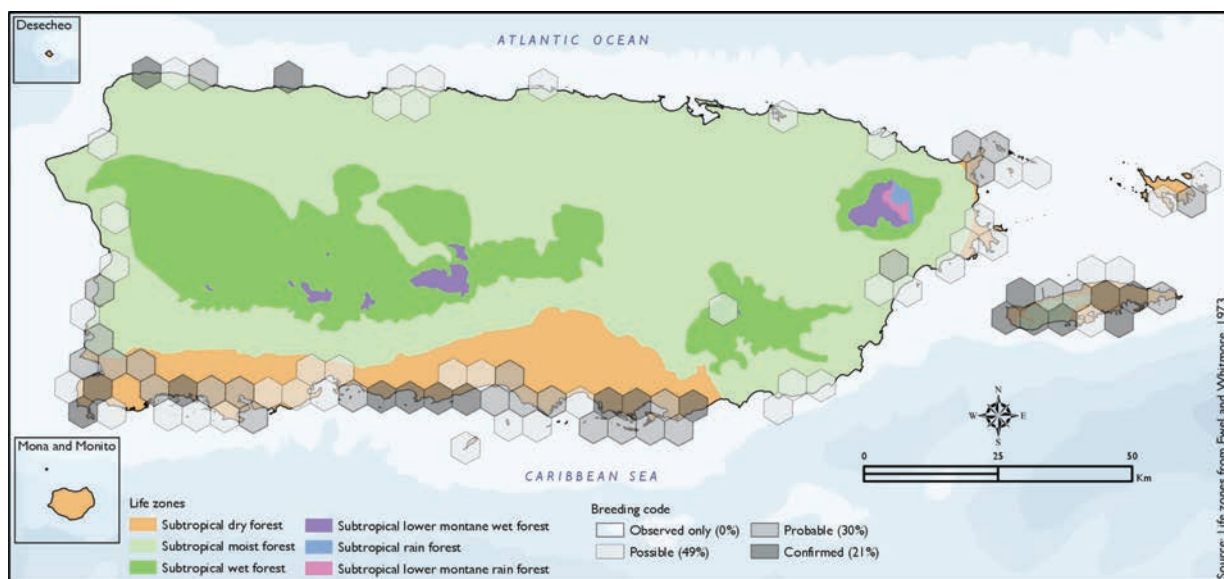 Desecheo
ATLANTIC OCEAN
N
W E
S
0 25 50
Km
Mona and Monito
CARIBBEAN SEA
Life zones
Subtropical dry forest
Subtropical moist forest
Subtropical wet forest
Subtropical lower montane wet forest
Subtropical rain forest
Subtropical lower montane rain forest
Breeding code
Observed only (0%)
Possible (49%)
Probable (30%)
Confirmed (21%)
Source: Life zones from Ewel and Whitmore, 1973